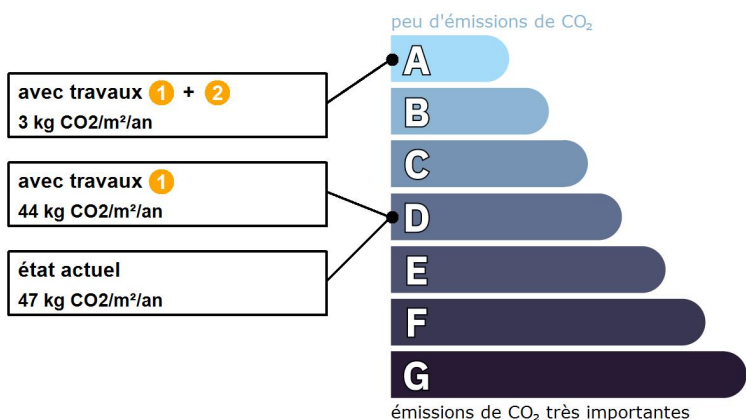 peu d'émissions de CO₂
A
avec travaux 1 + 2
3 kg CO2/m²/an
B
C
avec travaux 1
44 kg CO2/m²/an
D
état actuel
47 kg CO2/m²/an
E
F
G
émissions de CO₂ très importantes